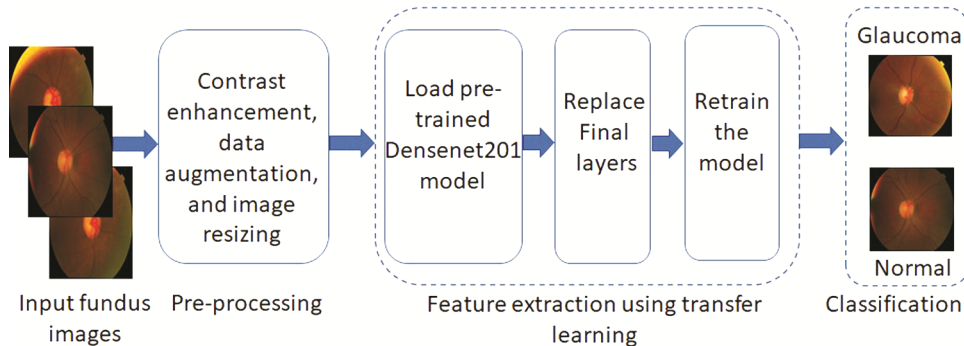 Contrast
enhancement,
data
augmentation,
and image
resizing
Load pre-
trained
Densenet201
model
Replace
Final
layers
Retrain
the
model
Glaucoma
Normal
Input fundus
images
Pre-processing
Feature extraction using transfer
learning
Classification